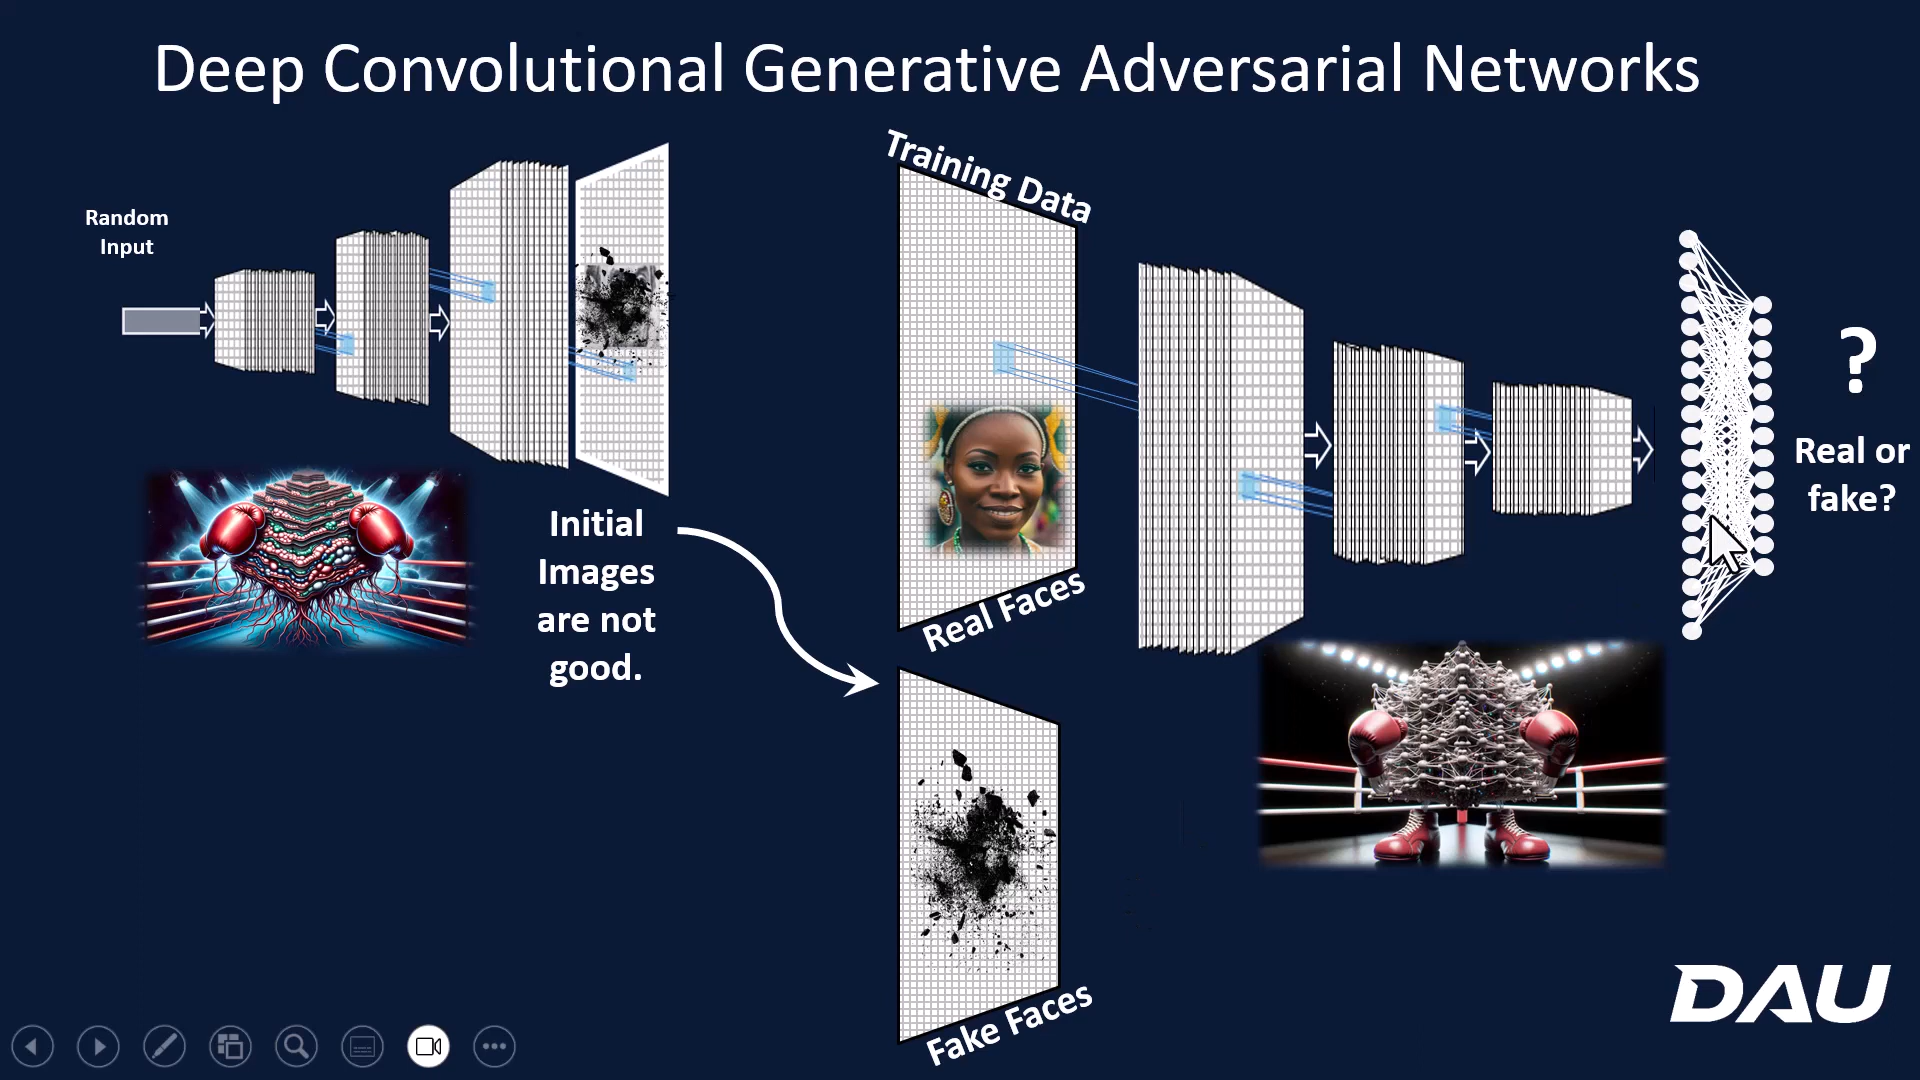 Deep Convolutional Generative Adversarial Networks
Random
Input
Initial
Images
are not
good.
Training Data
Real Faces
Fake Faces
?
Real or
fake?
DAU